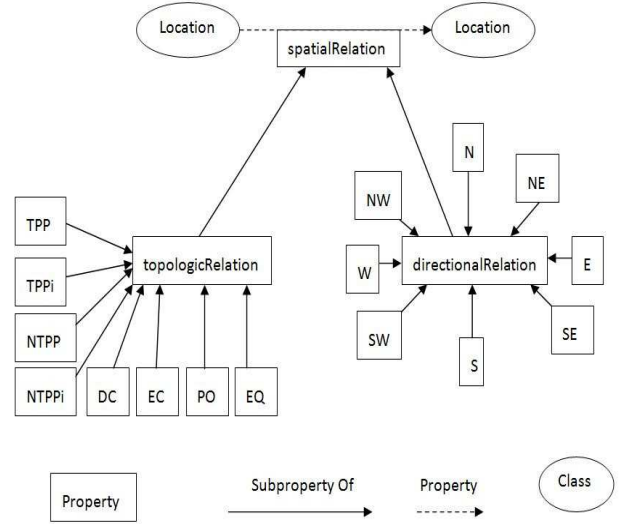 Location
Location
spatialRelation
N
NE
NW
TPP
topologicRelation
directionalRelation
E
TPPi
W
NTPP
SW
SE
S
NTPPi
DC
EC
PO
EQ
Property
Subproperty Of
Property
Class